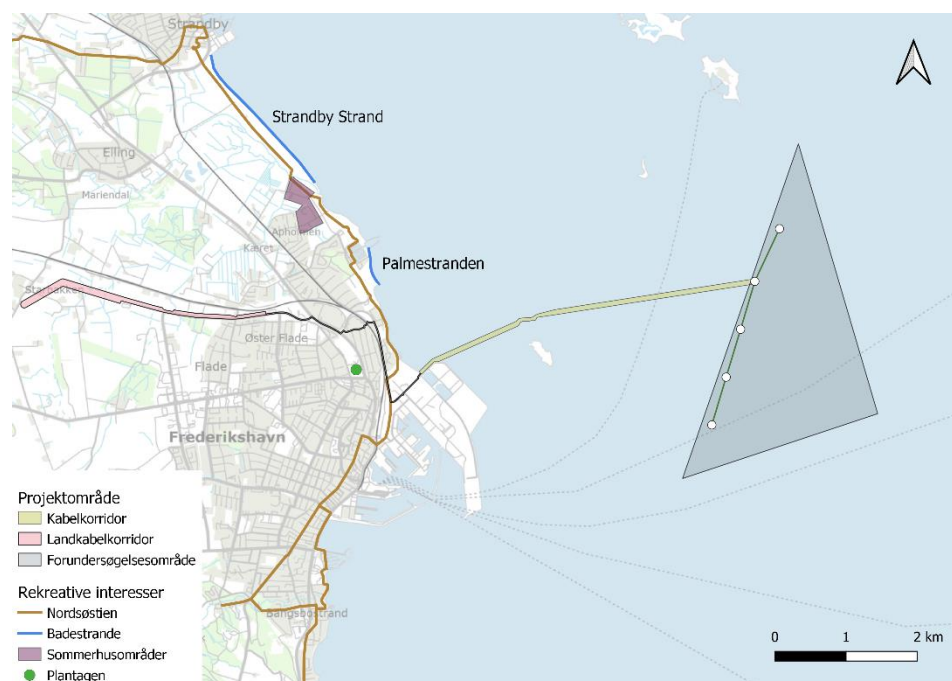 Strandby
Strandby Strand
Elling
Mariendal
Apholmen
Kæret
Palmestranden
Øster Flade
Flade
Frederikshavn
Bangsbostrand
Projektområde
Kabelkorridor
Landkabelkorridor
Forundersøgelsesområde
Rekreative interesser
Nordsøstien
Badestrande
Sommerhusområder
Plantagen
0 1 2 km